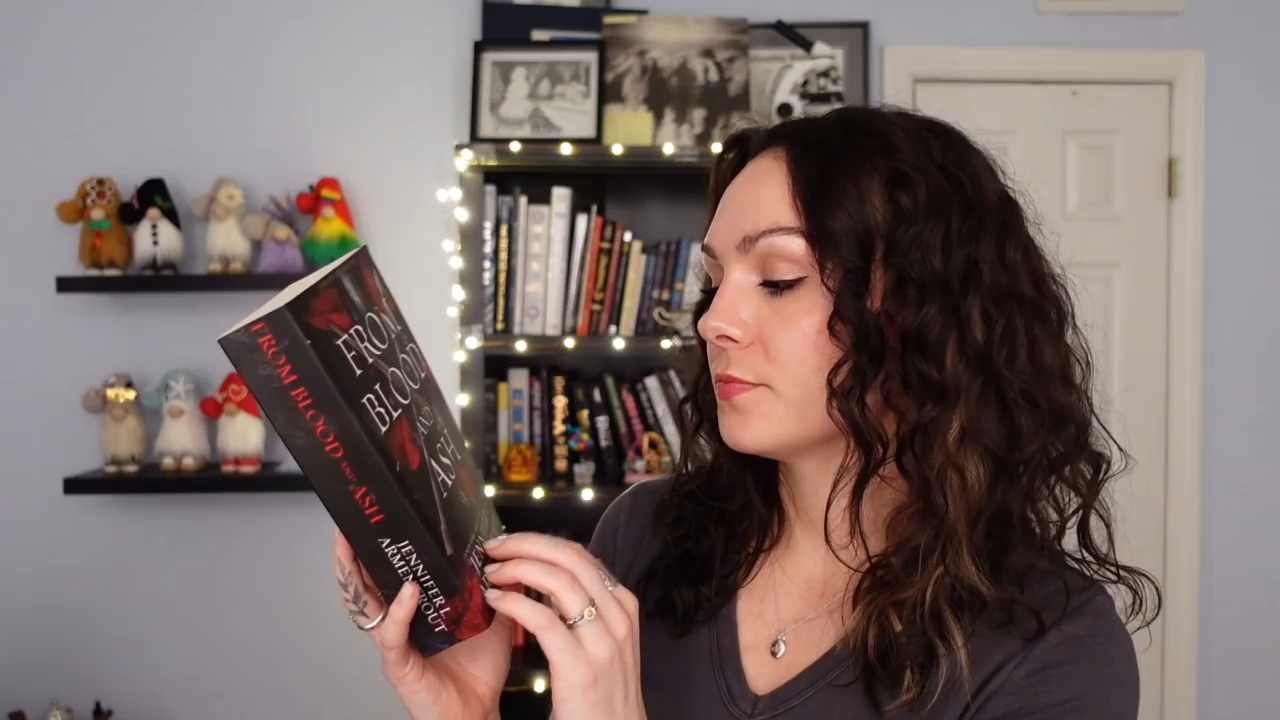 FROM BLOOD AND ASH
JENNIFER L.
ARMENTROUT
FROM
BLOOD
AND
ASH